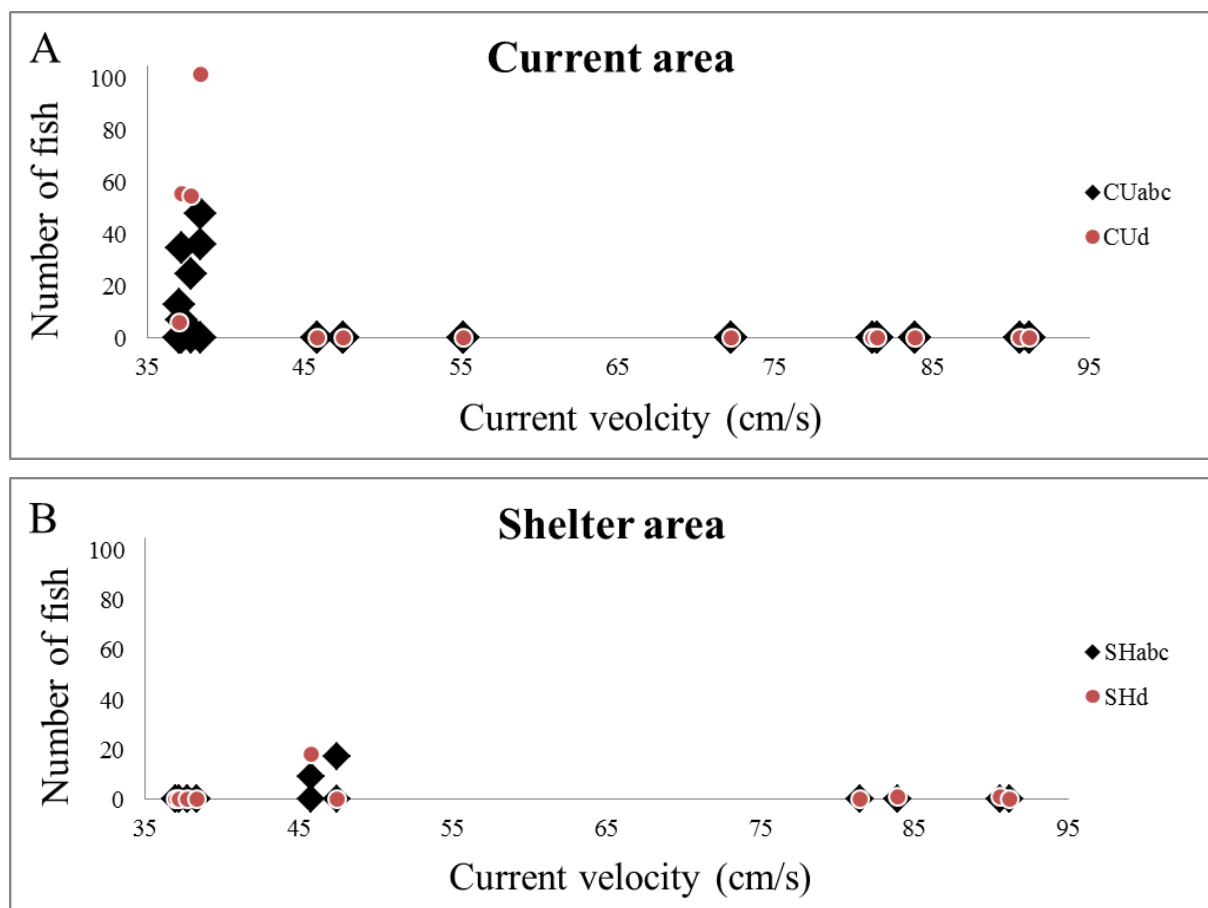 A
Current area
Number of fish
100
80
60
40
20
0
35 45 55 65 75 85 95
Current veolcity (cm/s)
CUabc
CUd
B
Shelter area
Number of fish
100
80
60
40
20
0
35 45 55 65 75 85 95
Current velocity (cm/s)
SHabc
SHd